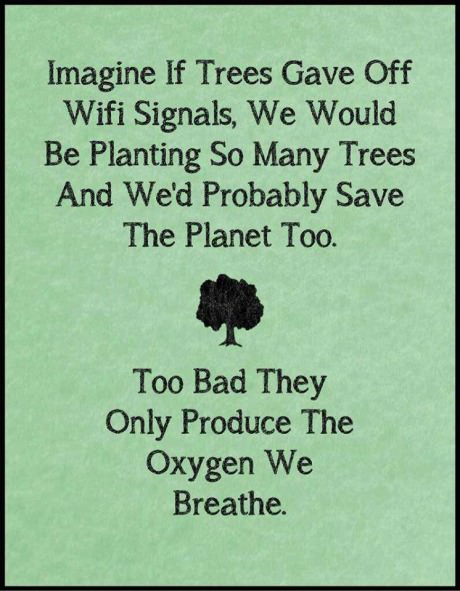 Imagine If Trees Gave Off
Wifi Signals, We Would
Be Planting So Many Trees
And We'd Probably Save
The Planet Too.
Too Bad They
Only Produce The
Oxygen We
Breathe.